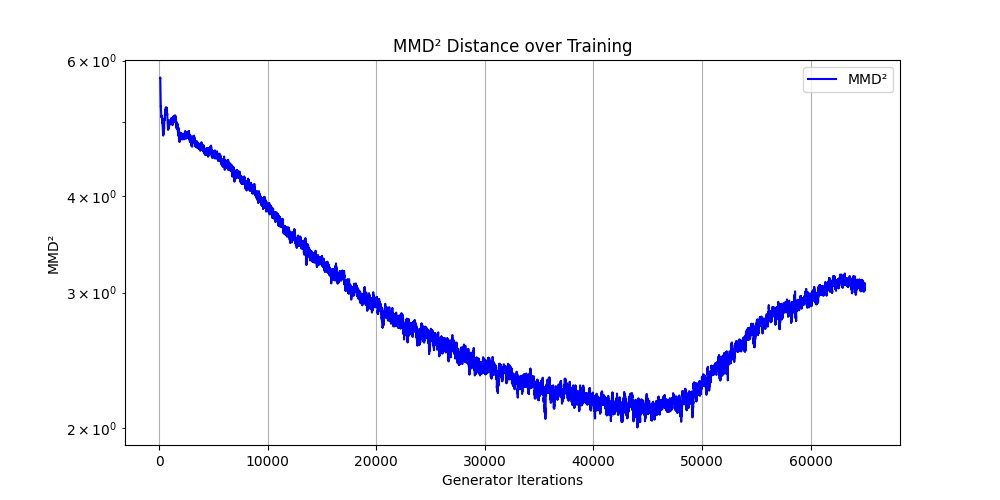 MMD² Distance over Training
MMD²
6 × 10⁰
4 × 10⁰
3 × 10⁰
2 × 10⁰
MMD²
0 10000 20000 30000 40000 50000 60000
Generator Iterations